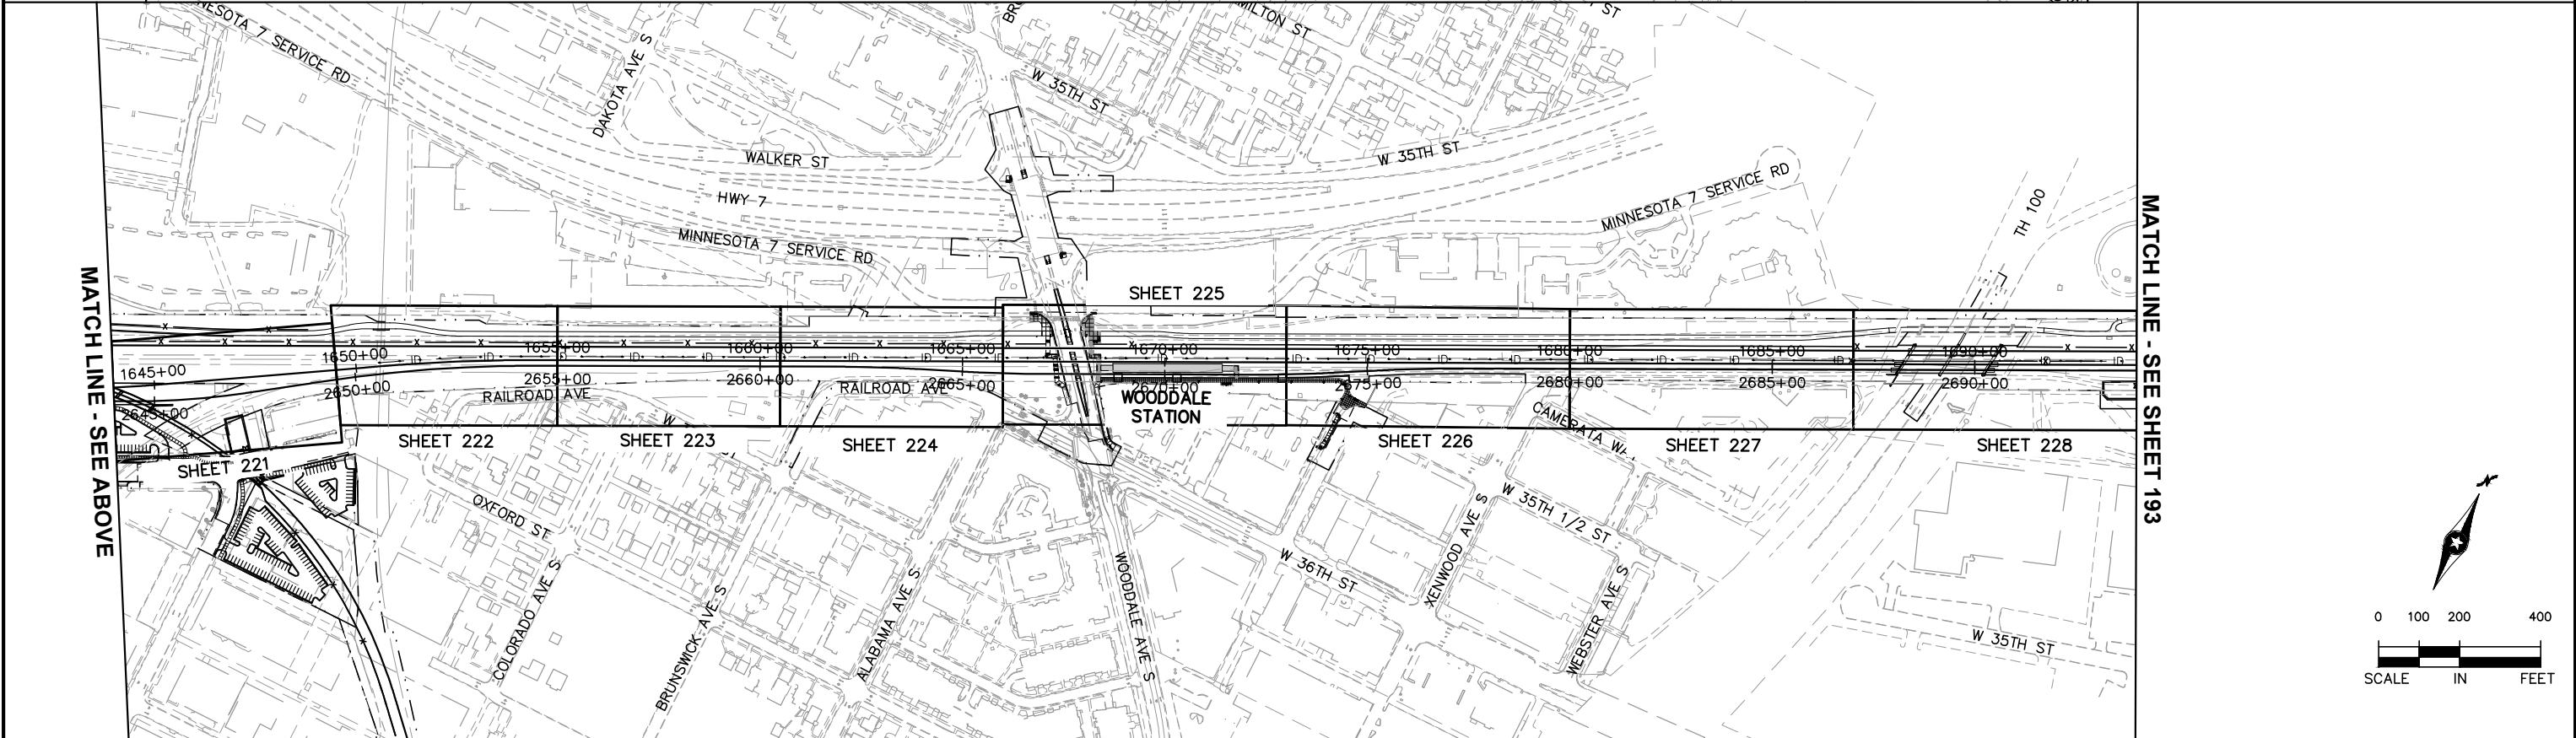 MINNESOTA 7 SERVICE RD
DAKOTA AVE S
MILTON ST
ST
W 35TH ST
WALKER ST
W 35TH ST
HWY 7
MINNESOTA 7 SERVICE RD
MINNESOTA 7 SERVICE RD
TH 100
MATCH LINE - SEE ABOVE
MATCH LINE - SEE SHEET 193
SHEET 225
1645+00
1650+00
1655+00
1660+00
1665+00
1670+00
1675+00
1680+00
1685+00
1690+00
2645+00
2650+00
2655+00
2660+00
2665+00
2670+00
2675+00
2680+00
2685+00
2690+00
RAILROAD AVE
RAILROAD AVE
WOODDALE
STATION
CAMERATA WA
W
SHEET 221
SHEET 222
SHEET 223
SHEET 224
SHEET 226
SHEET 227
SHEET 228
OXFORD ST
COLORADO AVE S
BRUNSWICK AVE S
ALABAMA AVE S
WOODDALE AVE S
W 36TH ST
XENWOOD AVE S
W 35TH 1/2 ST
WEBSTER AVE S
W 35TH ST
N
0 100 200 400
SCALE IN FEET